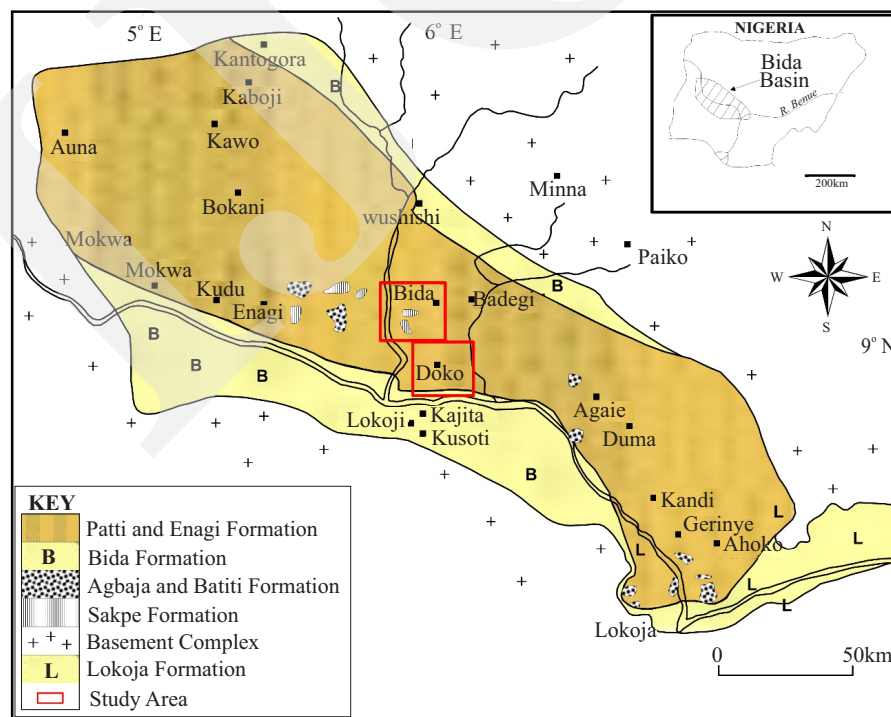 5° E
6° E
NIGERIA
Bida
Basin
R. Benue
200km
Kantogora
B
Kaboji
Auna
Kawo
Bokani
Minna
wushishi
Mokwa
Paiko
N
W
E
S
Mokwa
Kudu
Enagi
Bida
Badegi
B
B
B
B
Doko
9° N
Lokoji
Kajita
Kusoti
Agaie
Duma
B
Kandi
L
Gerinye
Ahoko
L
L
L
L
Lokoja
0
50km
KEY
Patti and Enagi Formation
B Bida Formation
Agbaja and Batiti Formation
Sakpe Formation
Basement Complex
L Lokoja Formation
Study Area